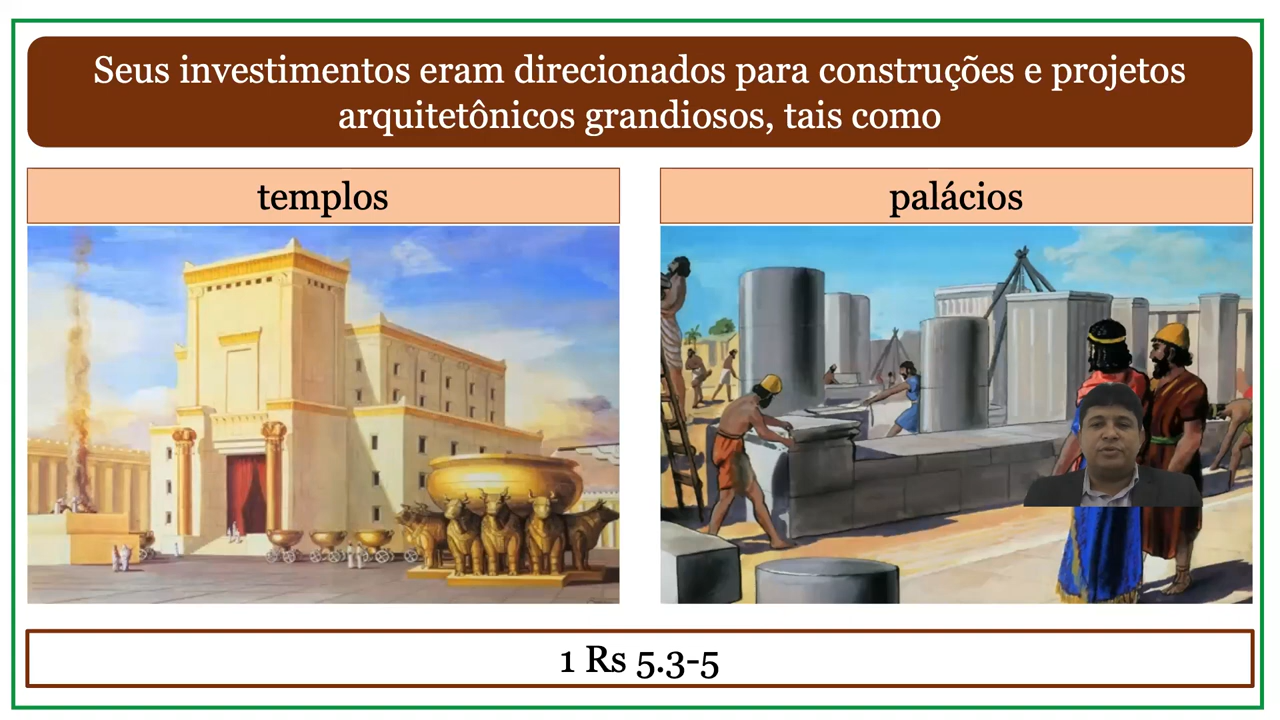 Seus investimentos eram direcionados para construções e projetos
arquitetônicos grandiosos, tais como
templos
palácios
1 Rs 5.3-5